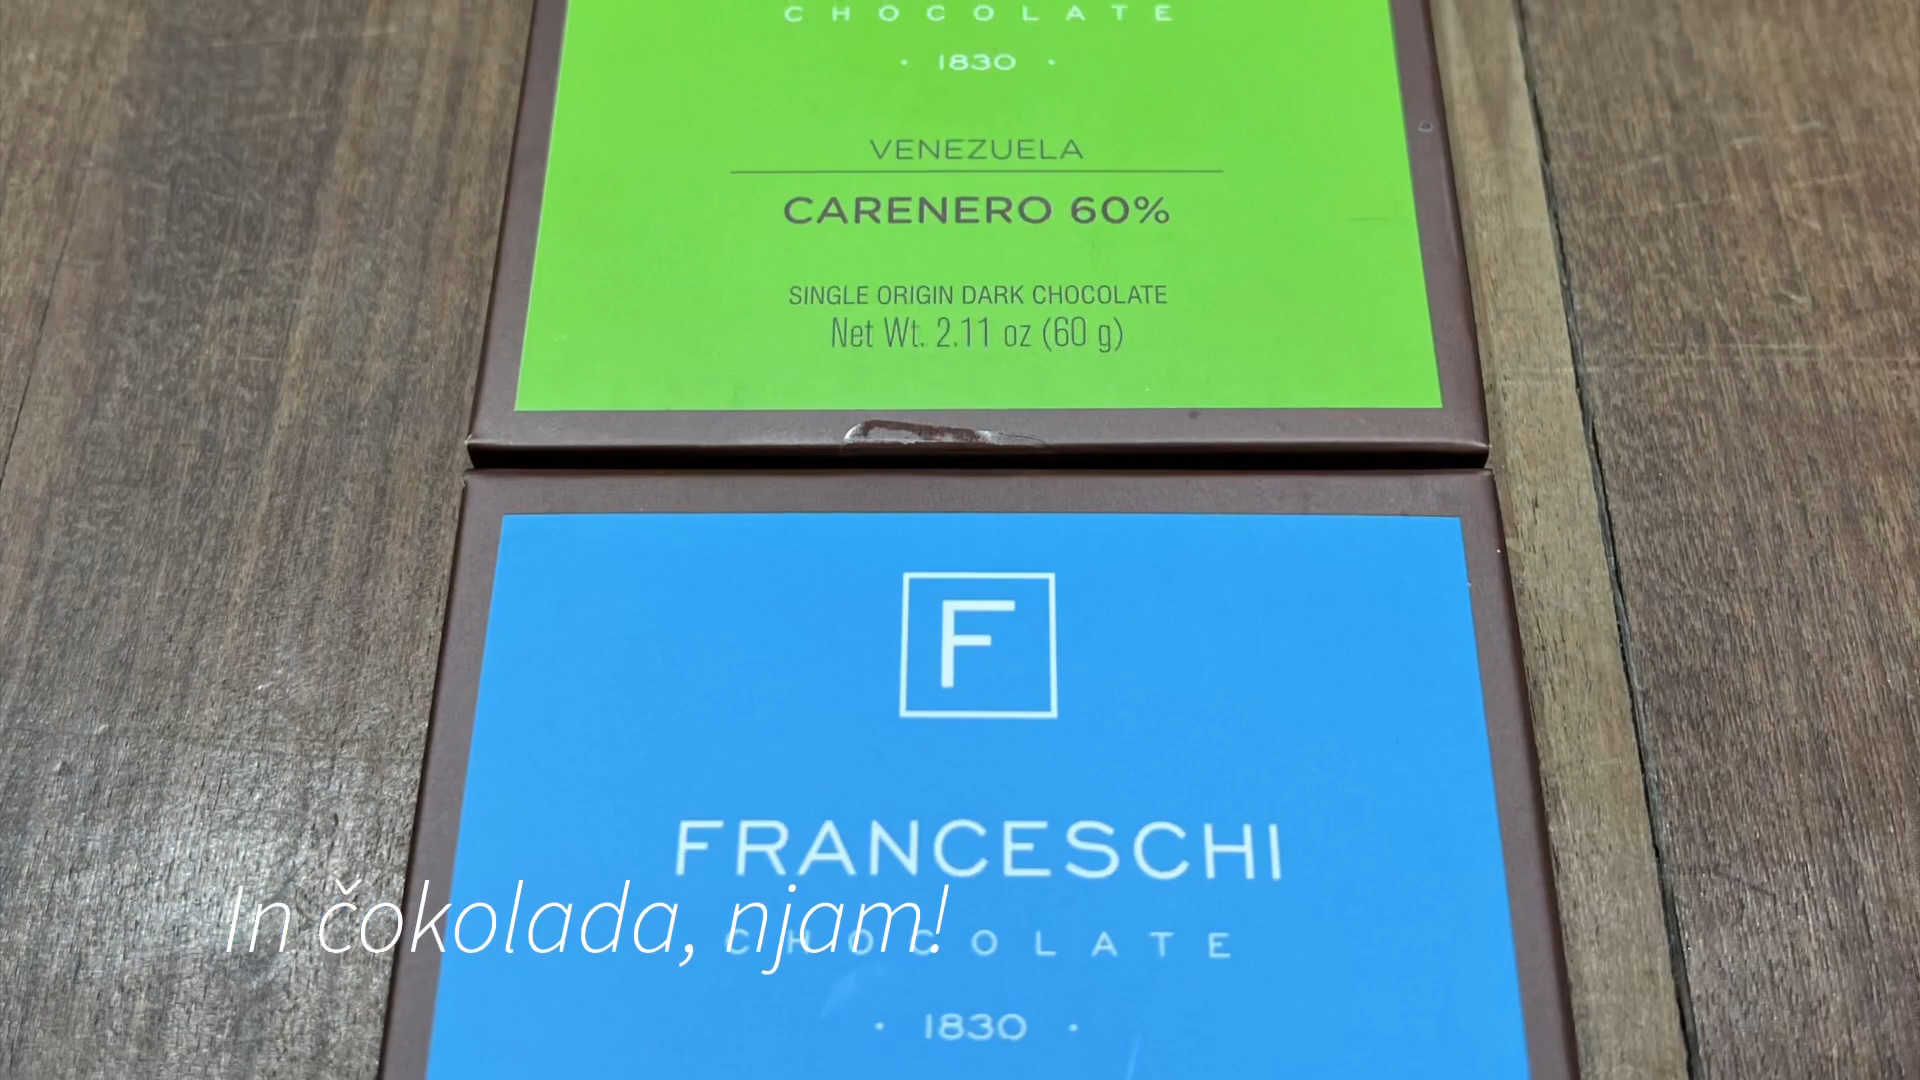 CHOCOLATE
· 1830 ·
VENEZUELA
CARENERO 60%
SINGLE ORIGIN DARK CHOCOLATE
Net Wt. 2.11 oz (60 g)
F
FRANCESCHI
In čokolada, njam!
CHOCOLATE
· 1830 ·